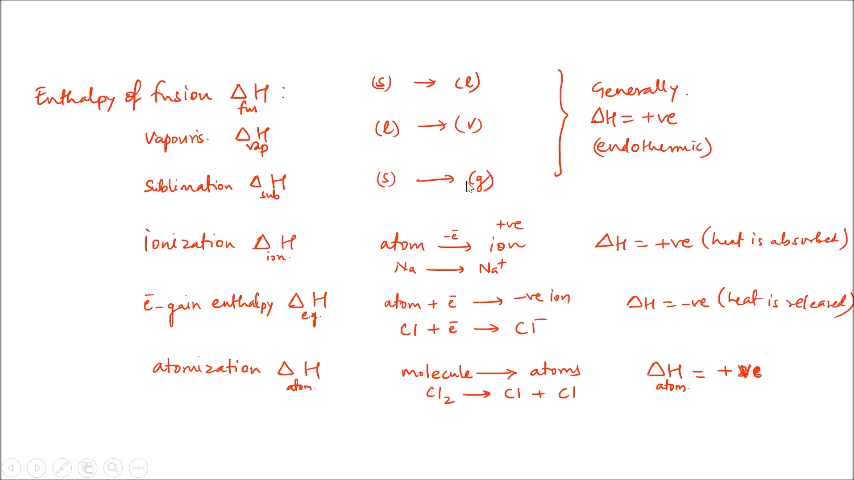 Enthalpy of fusion ΔH fus : (s) → (l)
Generally.
vapouris. ΔH vap (l) → (v)
ΔH = +ve
(endothermic)
sublimation ΔH sub (s) → (g)
ionization ΔH ion. atom -e̅→ +ve ion ΔH = +ve (heat is absorbed)
Na → Na⁺
e̅-gain enthalpy ΔH e.g. atom + e̅ → -ve ion ΔH = -ve (heat is released)
Cl + e̅ → Cl⁻
atomization ΔH atom. molecule → atoms ΔH atom. = +ve
Cl₂ → Cl + Cl